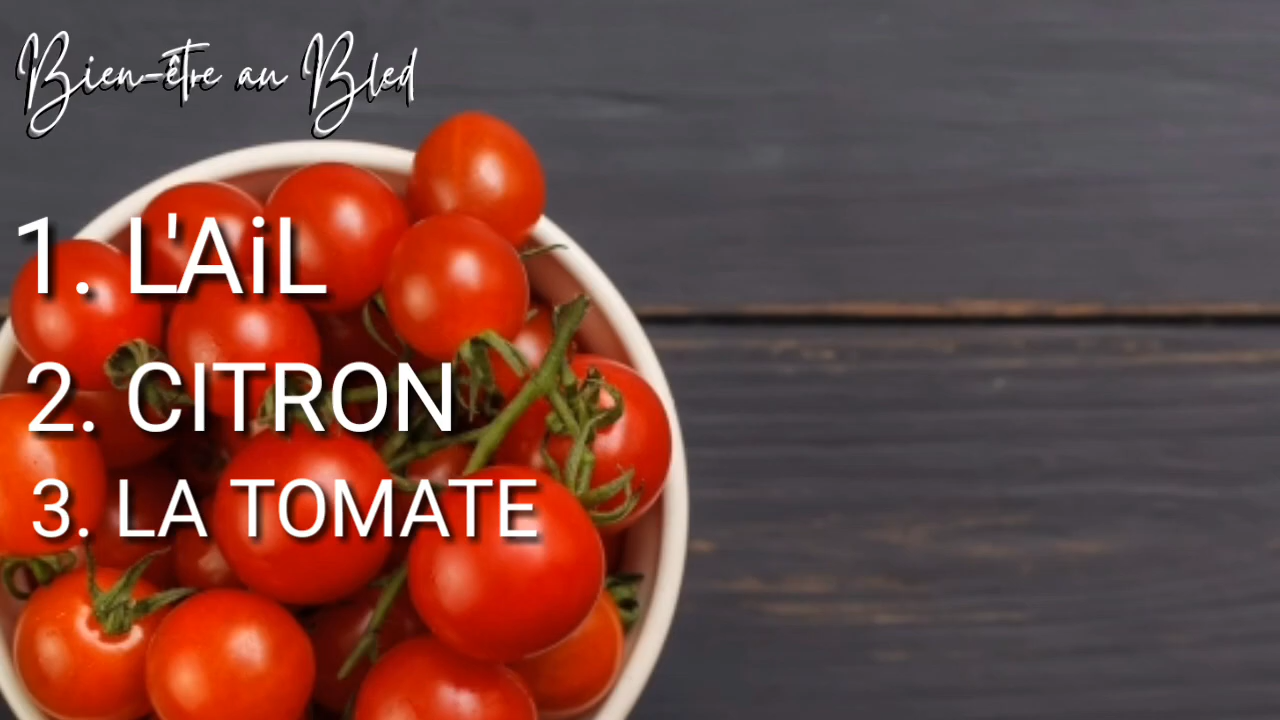 Bien-être au Bled
1. L'AiL
2. CITRON
3. LA TOMATE